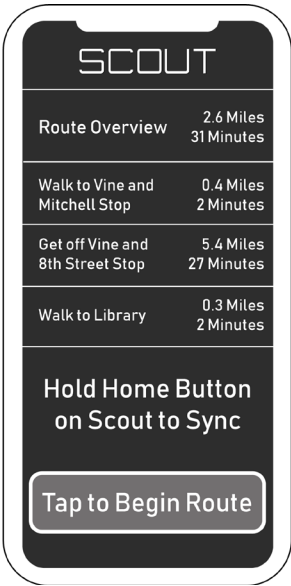 SCOUT
Route Overview
2.6 Miles
31 Minutes
Walk to Vine and
Mitchell Stop
0.4 Miles
2 Minutes
Get off Vine and
8th Street Stop
5.4 Miles
27 Minutes
Walk to Library
0.3 Miles
2 Minutes
Hold Home Button
on Scout to Sync
Tap to Begin Route